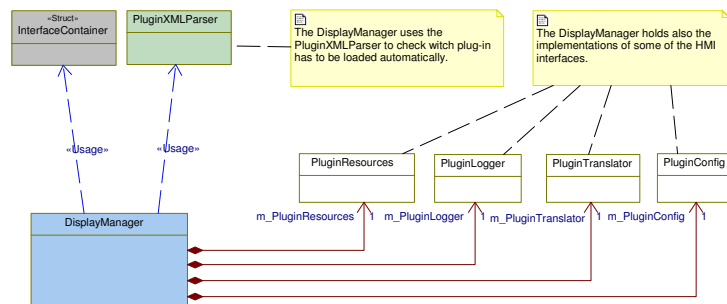 «Struct»
InterfaceContainer
PluginXMLParser
The DisplayManager uses the
PluginXMLParser to check witch plug-in
has to be loaded automatically.
The DisplayManager holds also the
implementations of some of the HMI
interfaces.
«Usage»
«Usage»
PluginResources
PluginLogger
PluginTranslator
PluginConfig
m_PluginResources
1
m_PluginLogger
1
m_PluginTranslator
1
m_PluginConfig
1
DisplayManager